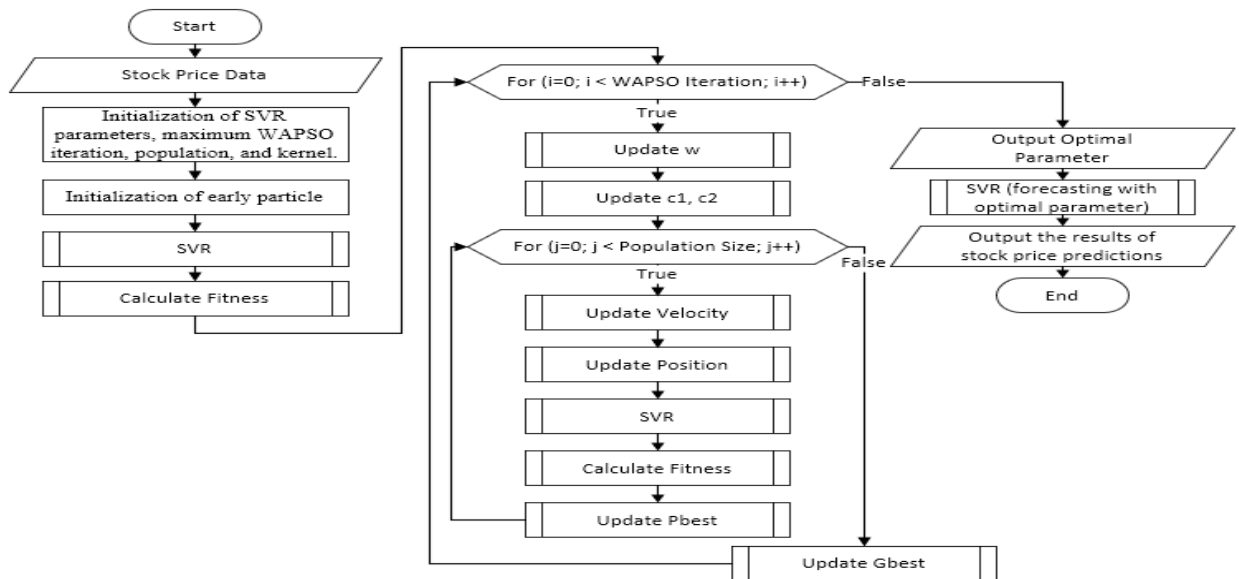 Start
Stock Price Data
Initialization of SVR
parameters, maximum WAPSO
iteration, population, and kernel.
Initialization of early particle
SVR
Calculate Fitness
For (i=0; i < WAPSO Iteration; i++)
False
True
Update w
Update c1, c2
For (j=0; j < Population Size; j++)
False
True
Update Velocity
Update Position
SVR
Calculate Fitness
Update Pbest
Update Gbest
Output Optimal
Parameter
SVR (forecasting with
optimal parameter)
Output the results of
stock price predictions
End